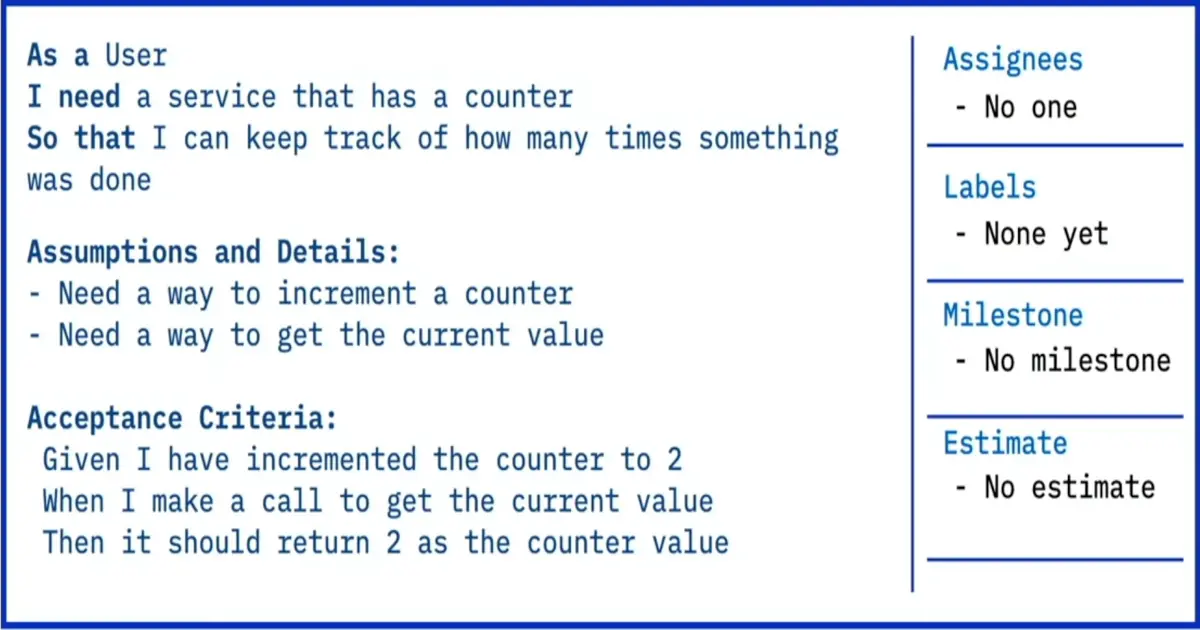 As a User
I need a service that has a counter
So that I can keep track of how many times something
was done
Assumptions and Details:
- Need a way to increment a counter
- Need a way to get the current value
Acceptance Criteria:
Given I have incremented the counter to 2
When I make a call to get the current value
Then it should return 2 as the counter value
Assignees
- No one
Labels
- None yet
Milestone
- No milestone
Estimate
- No estimate